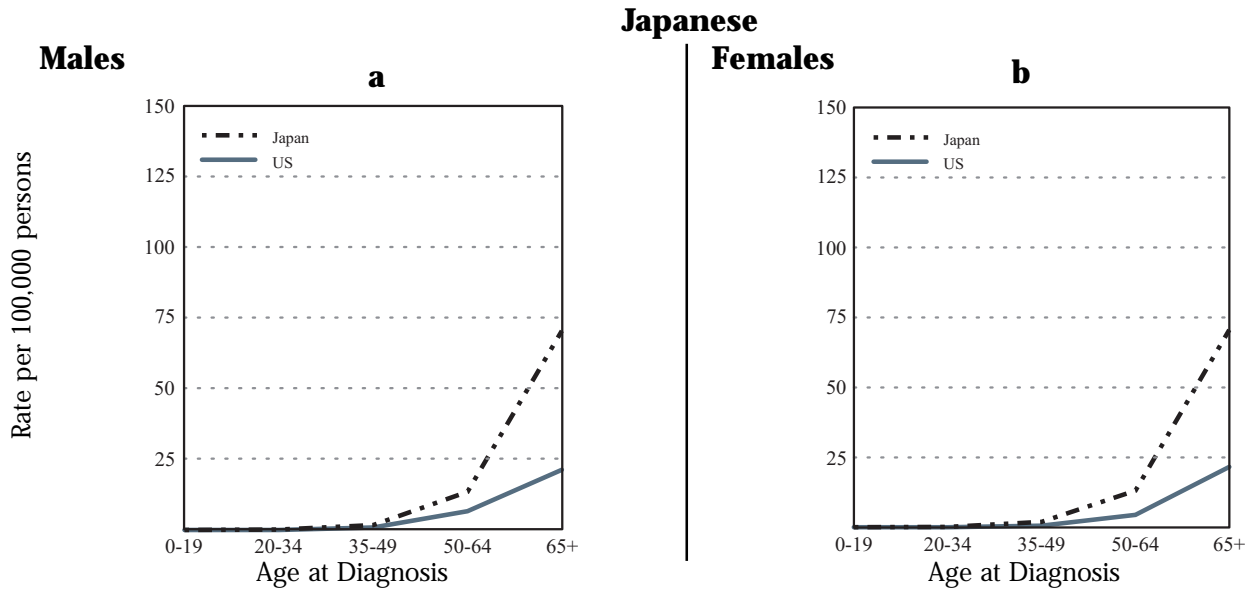 Japanese
Males
a
Rate per 100,000 persons
150
125
100
75
50
25
Japan
US
0-19 20-34 35-49 50-64 65+
Age at Diagnosis
Females
b
150
125
100
75
50
25
Japan
US
0-19 20-34 35-49 50-64 65+
Age at Diagnosis